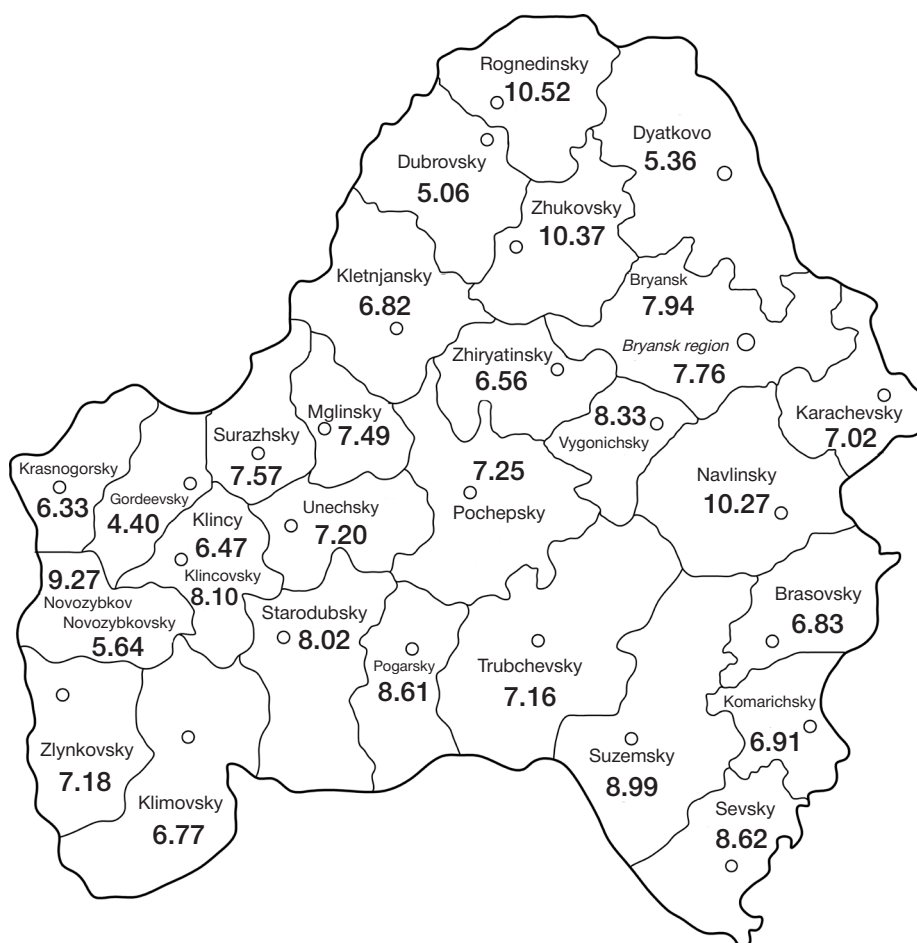 Rognedinsky
10.52
Dyatkovo
5.36
Dubrovsky
5.06
Zhukovsky
10.37
Kletnjansky
6.82
Bryansk
7.94
Bryansk region
7.76
Zhiryatinsky
6.56
8.33
Vygonichsky
Karachevsky
7.02
Mglinsky
7.49
Surazhsky
7.57
Krasnogorsky
6.33
Gordeevsky
4.40
7.25
Pochepsky
Navlinsky
10.27
Klincy
6.47
Klincovsky
8.10
Unechsky
7.20
9.27
Novozybkov
Novozybkovsky
5.64
Starodubsky
8.02
Pogarsky
8.61
Trubchevsky
7.16
Brasovsky
6.83
Komarichsky
6.91
Zlynkovsky
7.18
Klimovsky
6.77
Suzemsky
8.99
Sevsky
8.62